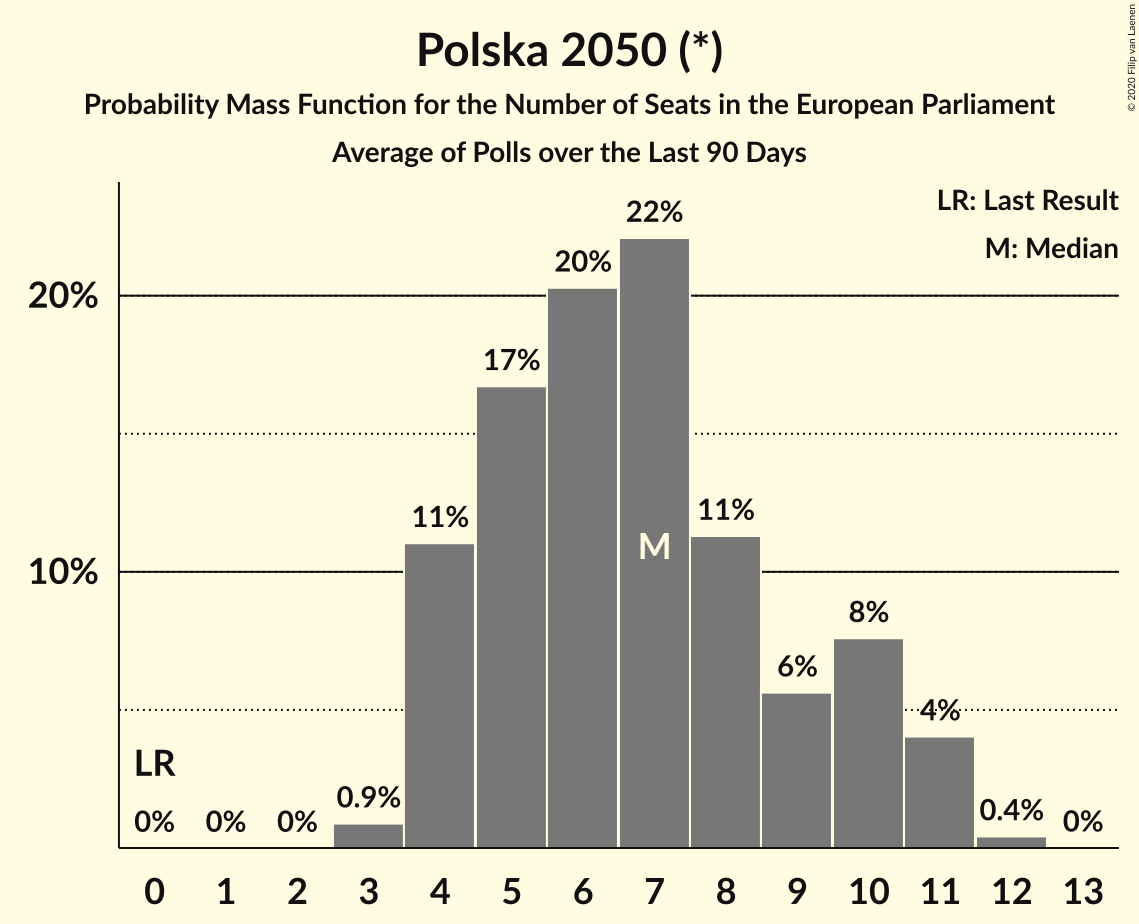 Polska 2050 (*)
Probability Mass Function for the Number of Seats in the European Parliament
Average of Polls over the Last 90 Days
© 2020 Filip van Laenen
LR: Last Result
M: Median
22%
20%
20%
17%
11%
11%
M
10%
8%
6%
4%
LR
0.9%
0.4%
0%
0%
0%
0%
0 1 2 3 4 5 6 7 8 9 10 11 12 13